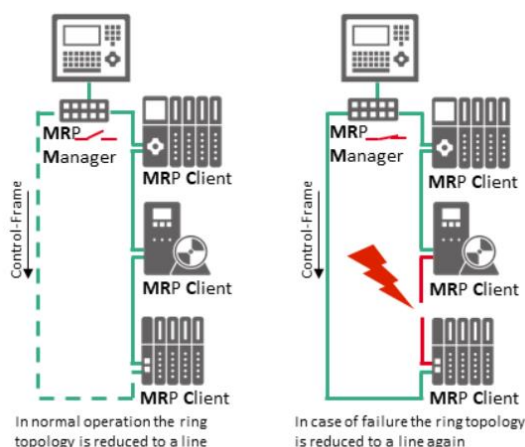 MRP
Manager
MRP Client
Control-Frame
MRP Client
MRP Client
In normal operation the ring
topology is reduced to a line
MRP
Manager
MRP Client
Control-Frame
MRP Client
MRP Client
In case of failure the ring topology
is reduced to a line again